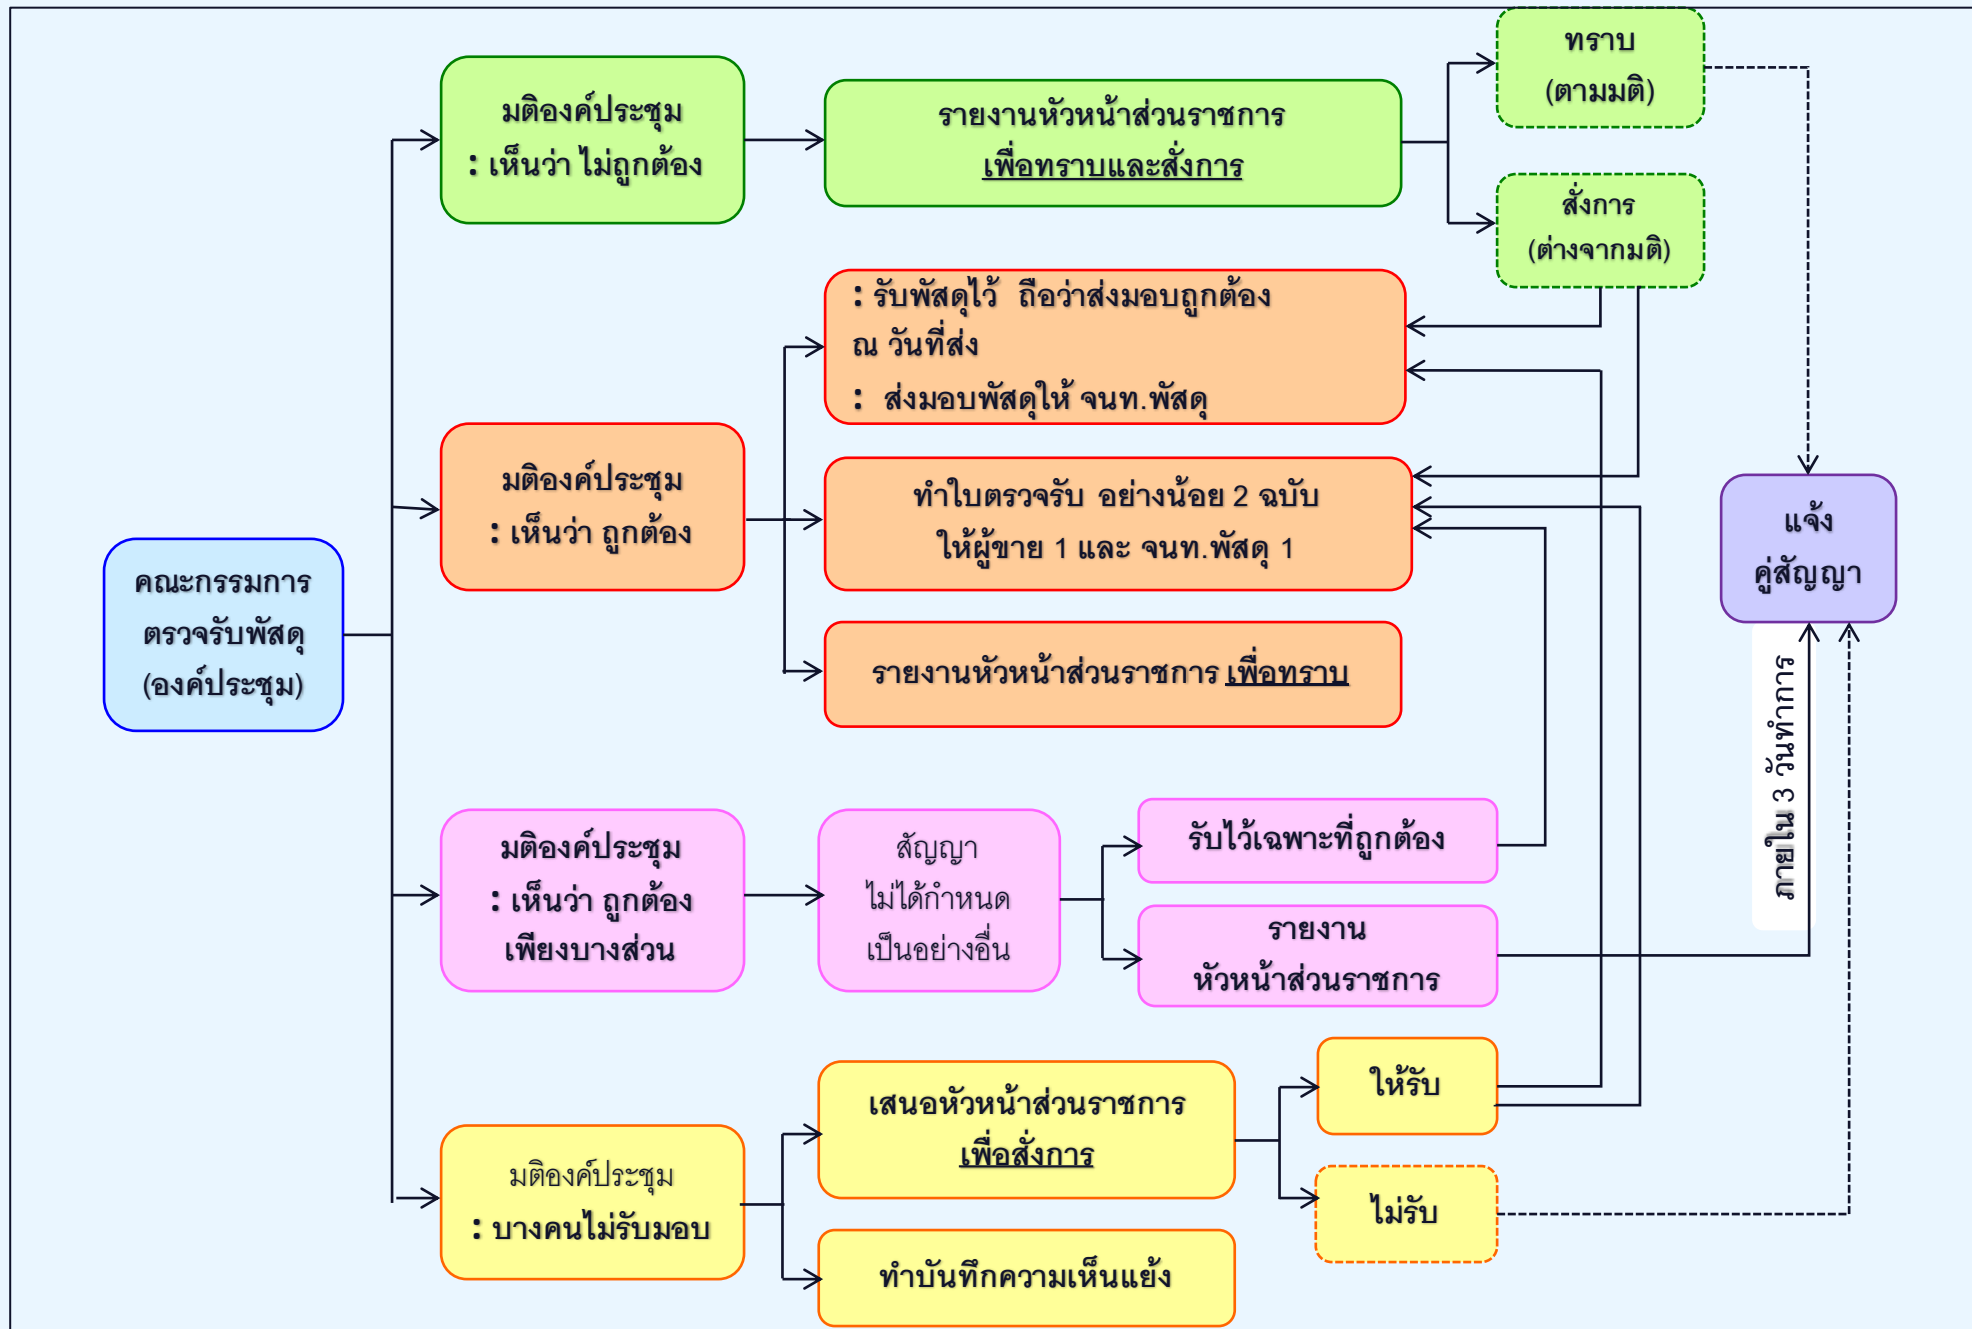 คณะกรรมการ
ตรวจรับพัสดุ
(องค์ประชุม)
มติองค์ประชุม
: เห็นว่า ไม่ถูกต้อง
รายงานหัวหน้าส่วนราชการ
เพื่อทราบและสั่งการ
ทราบ
(ตามมติ)
สั่งการ
(ต่างจากมติ)
มติองค์ประชุม
: เห็นว่า ถูกต้อง
: รับพัสดุไว้ ถือว่าส่งมอบถูกต้อง
ณ วันที่ส่ง
: ส่งมอบพัสดุให้ จนท.พัสดุ
ทำใบตรวจรับ อย่างน้อย 2 ฉบับ
ให้ผู้ขาย 1 และ จนท.พัสดุ 1
รายงานหัวหน้าส่วนราชการ เพื่อทราบ
แจ้ง
คู่สัญญา
ภายใน 3 วันทำการ
มติองค์ประชุม
: เห็นว่า ถูกต้อง
เพียงบางส่วน
สัญญา
ไม่ได้กำหนด
เป็นอย่างอื่น
รับไว้เฉพาะที่ถูกต้อง
รายงาน
หัวหน้าส่วนราชการ
มติองค์ประชุม
: บางคนไม่รับมอบ
เสนอหัวหน้าส่วนราชการ
เพื่อสั่งการ
ทำบันทึกความเห็นแย้ง
ให้รับ
ไม่รับ